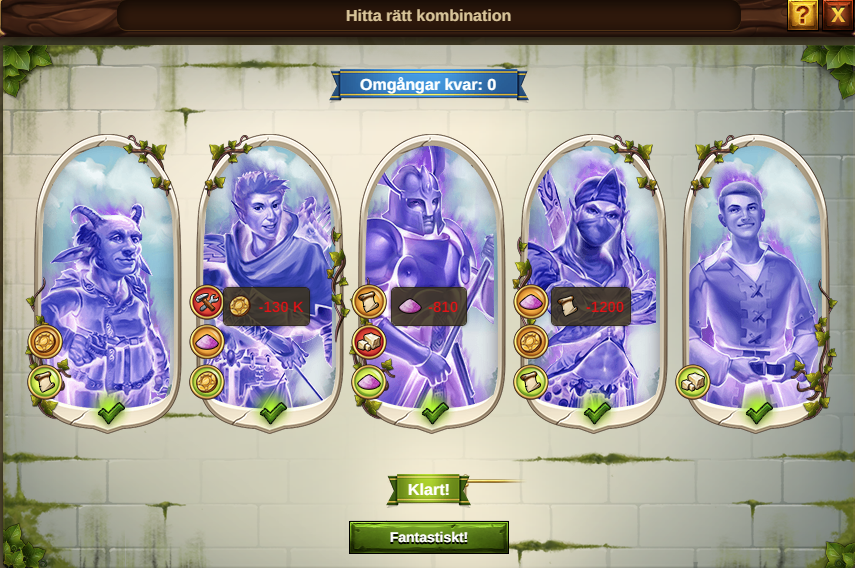 Hitta rätt kombination
? X
Omgångar kvar: 0
-130 K
-810
-1200
Klart!
Fantastiskt!